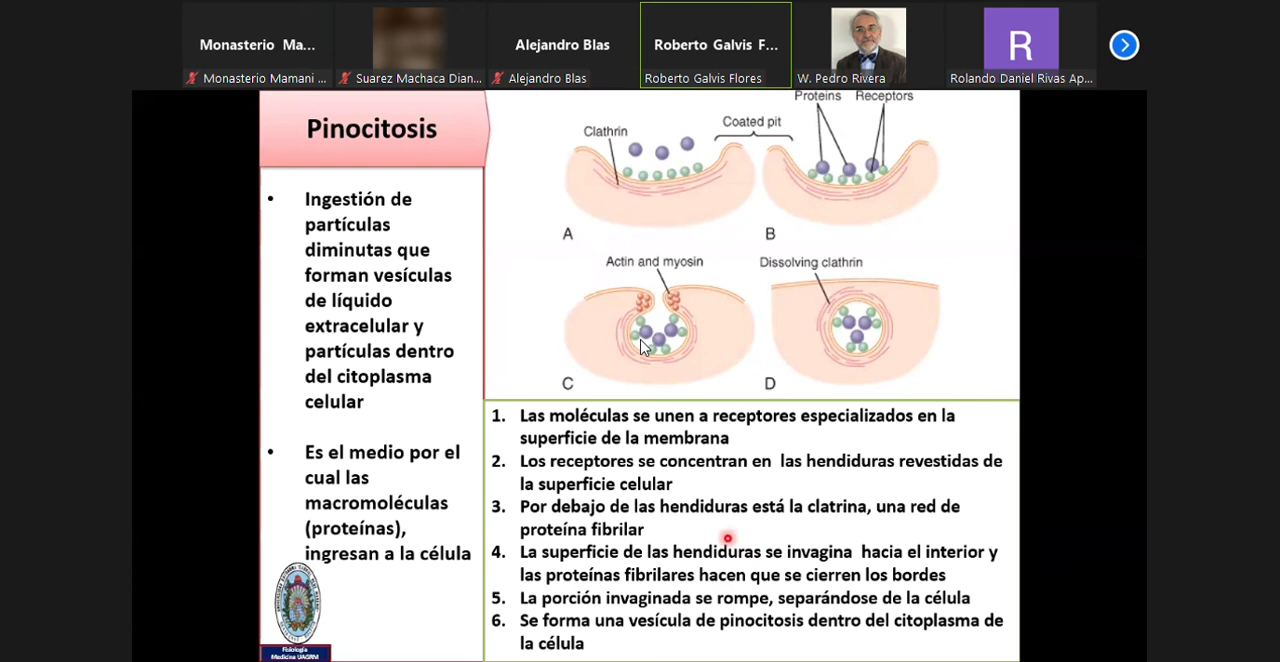 Monasterio Ma...
Alejandro Blas
Roberto Galvis F...
R
Monasterio Mamani ...
Suarez Machaca Dian...
Alejandro Blas
Roberto Galvis Flores
W. Pedro Rivera
Rolando Daniel Rivas Ap...
Pinocitosis
Ingestión de
partículas
diminutas que
forman vesículas
de líquido
extracelular y
partículas dentro
del citoplasma
celular
Es el medio por el
cual las
macromoléculas
(proteínas),
ingresan a la célula
Fisiología
Medicina UAGRM
Clathrin
Coated pit
Proteins
Receptors
A
B
Actin and myosin
Dissolving clathrin
C
D
1. Las moléculas se unen a receptores especializados en la
superficie de la membrana
2. Los receptores se concentran en las hendiduras revestidas de
la superficie celular
3. Por debajo de las hendiduras está la clatrina, una red de
proteína fibrilar
4. La superficie de las hendiduras se invagina hacia el interior y
las proteínas fibrilares hacen que se cierren los bordes
5. La porción invaginada se rompe, separándose de la célula
6. Se forma una vesícula de pinocitosis dentro del citoplasma de
la célula